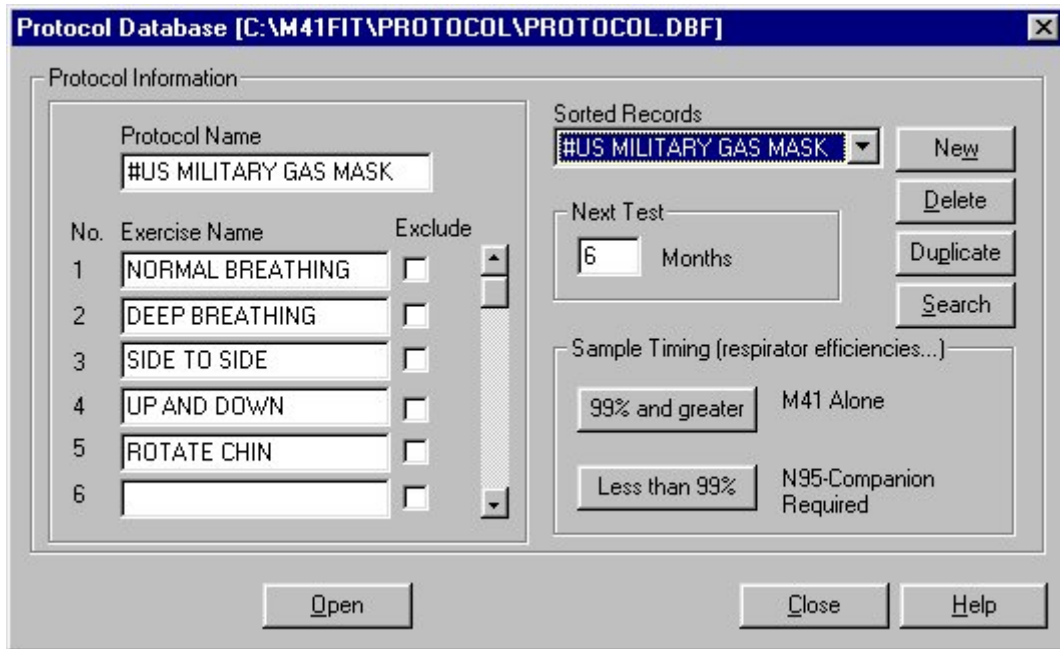 Protocol Database [C:\M41FIT\PROTOCOL\PROTOCOL.DBF]
Protocol Information
Protocol Name
#US MILITARY GAS MASK
No. Exercise Name Exclude
1 NORMAL BREATHING
2 DEEP BREATHING
3 SIDE TO SIDE
4 UP AND DOWN
5 ROTATE CHIN
6
Sorted Records
#US MILITARY GAS MASK
New
Delete
Duplicate
Search
Next Test
6 Months
Sample Timing (respirator efficiencies...)
99% and greater M41 Alone
Less than 99% N95-Companion
Required
Open
Close
Help